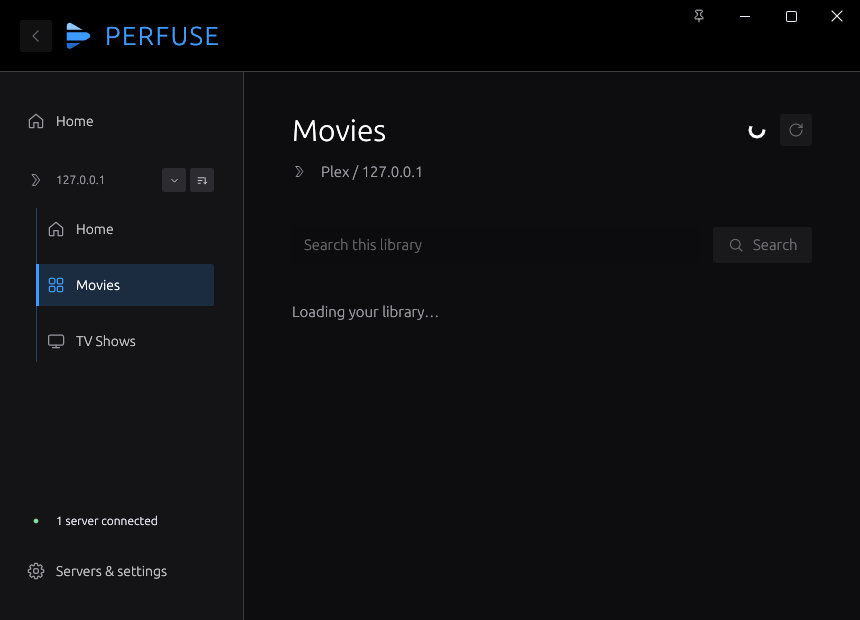 PERFUSE
Home
127.0.0.1
Home
Movies
TV Shows
1 server connected
Servers & settings
Movies
Plex / 127.0.0.1
Search this library
Search
Loading your library…